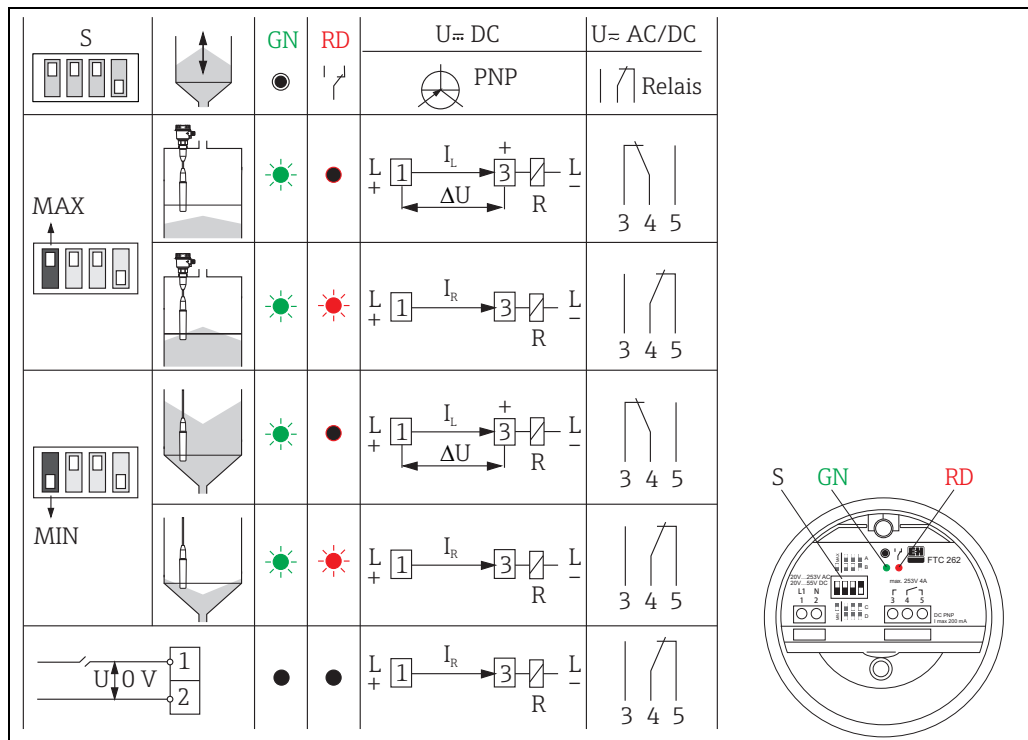 S GN RD U⎓ DC U≂ AC/DC
PNP Relais
MAX
L + 1 I_L + 3 L −
ΔU R
3 4 5
L + 1 I_R 3 L −
R
3 4 5
MIN
L + 1 I_L + 3 L −
ΔU R
3 4 5
L + 1 I_R 3 L −
R
3 4 5
U 0 V 1
2
L + 1 I_R 3 L −
R
3 4 5
S GN RD
MAX A
B
EH
FTC 262
20V...253V AC
20V...55V DC
max. 253V 4A
L1 N
1 2
3 4 5
MIN C
D
DC PNP
I max 200 mA